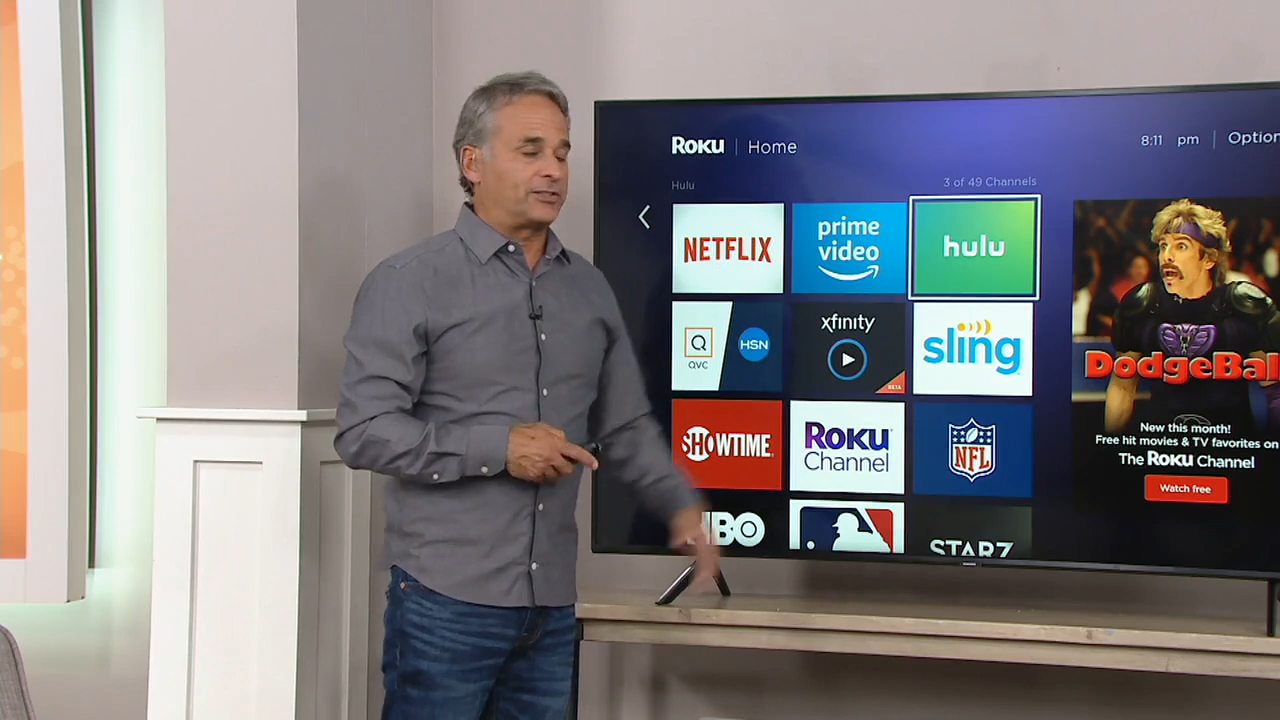 Roku | Home
8:11 pm | Option
Hulu
3 of 49 Channels
NETFLIX
prime video
hulu
Q
QVC
HSN
xfinity
BETA
sling
SHOWTIME
Roku Channel
NFL
HBO
STARZ
DodgeBal
New this month!
Free hit movies & TV favorites on
The Roku Channel
Watch free